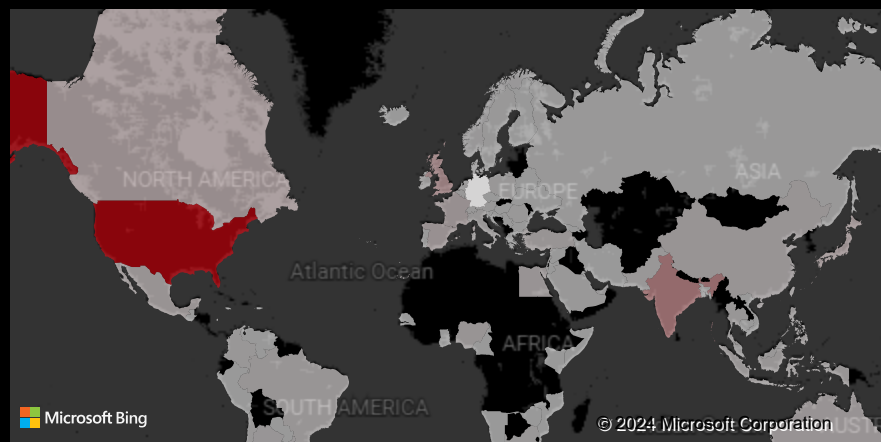 NORTH AMERICA
EUROPE
ASIA
Atlantic Ocean
AFRICA
SOUTH AMERICA
Microsoft Bing
© 2024 Microsoft Corporation